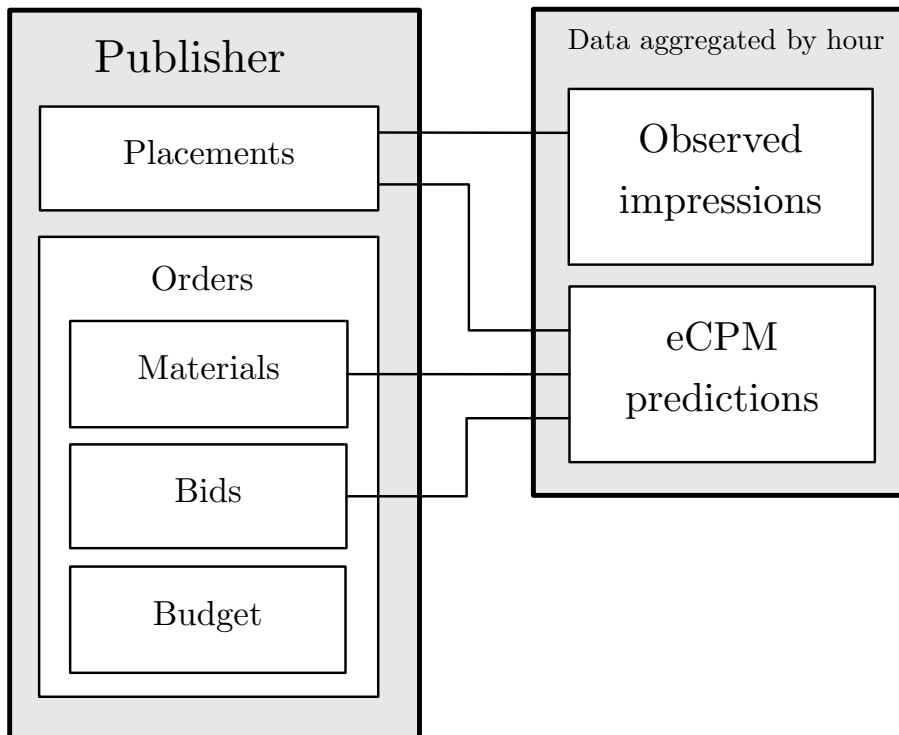 Publisher
Placements
Orders
Materials
Bids
Budget
Data aggregated by hour
Observed
impressions
eCPM
predictions